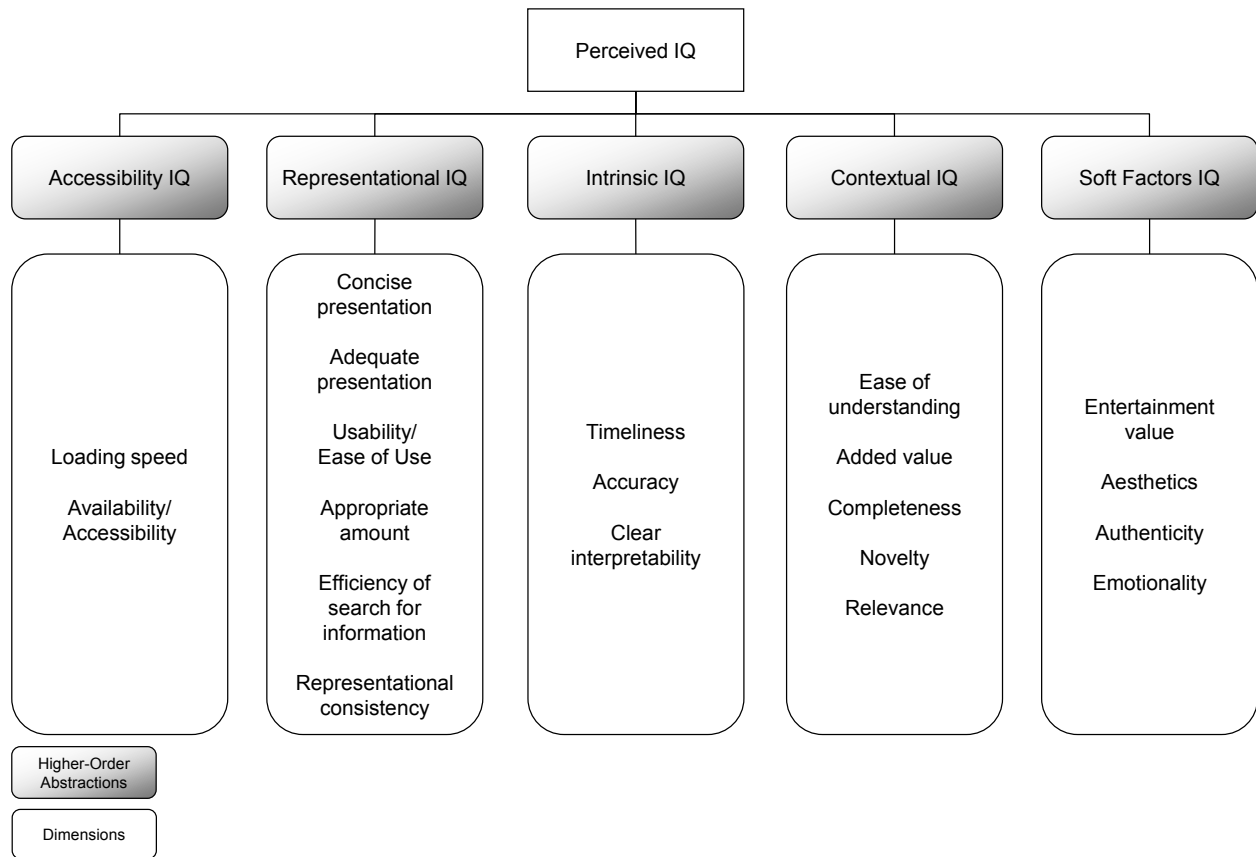 Perceived IQ
Accessibility IQ
Representational IQ
Intrinsic IQ
Contextual IQ
Soft Factors IQ
Loading speed
Availability/
Accessibility
Concise
presentation
Adequate
presentation
Usability/
Ease of Use
Appropriate
amount
Efficiency of
search for
information
Representational
consistency
Timeliness
Accuracy
Clear
interpretability
Ease of
understanding
Added value
Completeness
Novelty
Relevance
Entertainment
value
Aesthetics
Authenticity
Emotionality
Higher-Order
Abstractions
Dimensions